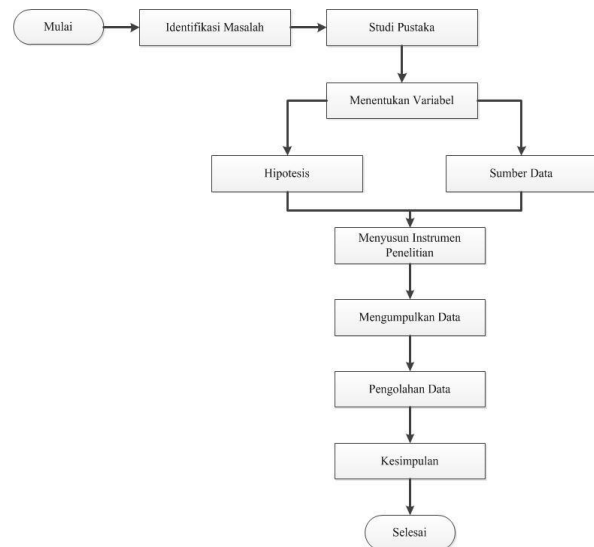 Mulai
Identifikasi Masalah
Studi Pustaka
Menentukan Variabel
Hipotesis
Sumber Data
Menyusun Instrumen
Penelitian
Mengumpulkan Data
Pengolahan Data
Kesimpulan
Selesai